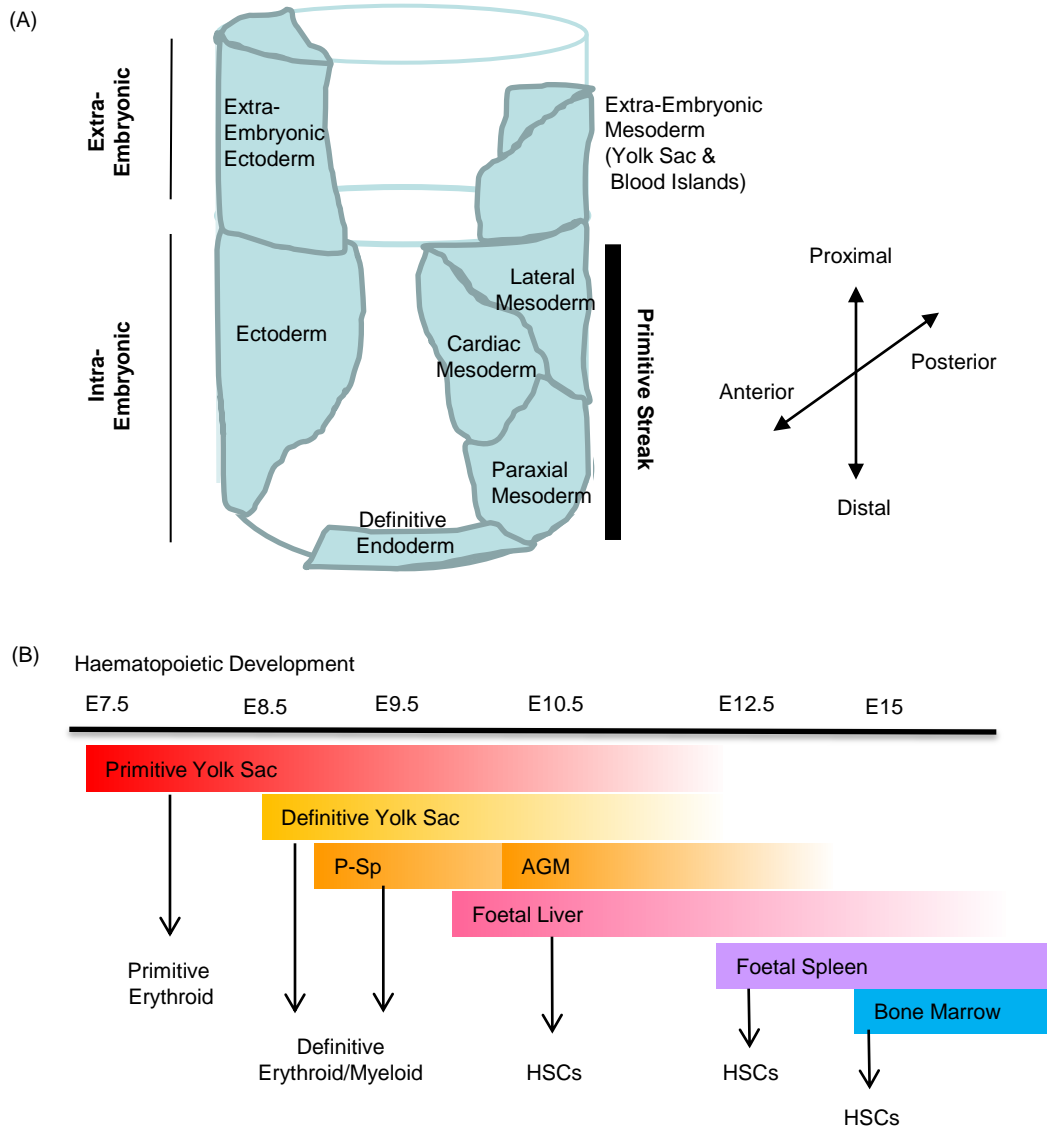 (A)
Extra-
Embryonic
Extra-
Embryonic
Ectoderm
Extra-Embryonic
Mesoderm
(Yolk Sac &
Blood Islands)
Intra-
Embryonic
Ectoderm
Lateral
Mesoderm
Cardiac
Mesoderm
Paraxial
Mesoderm
Definitive
Endoderm
Primitive Streak
Proximal
Posterior
Anterior
Distal
(B)
Haematopoietic Development
E7.5 E8.5 E9.5 E10.5 E12.5 E15
Primitive Yolk Sac
Definitive Yolk Sac
P-Sp AGM
Foetal Liver
Foetal Spleen
Bone Marrow
Primitive
Erythroid
Definitive
Erythroid/Myeloid
HSCs
HSCs
HSCs